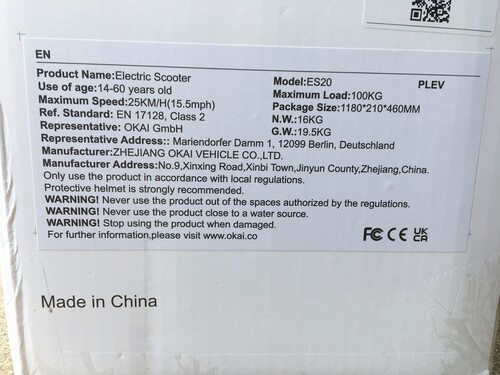 EN
Product Name:Electric Scooter
Model:ES20
PLEV
Use of age:14-60 years old
Maximum Load:100KG
Maximum Speed:25KM/H(15.5mph)
Package Size:1180*210*460MM
Ref. Standard: EN 17128, Class 2
N.W.:16KG
Representative: OKAI GmbH
G.W.:19.5KG
Representative Address:: Mariendorfer Damm 1, 12099 Berlin, Deutschland
Manufacturer:ZHEJIANG OKAI VEHICLE CO.,LTD.
Manufacturer Address:No.9,Xinxing Road,Xinbi Town,Jinyun County,Zhejiang,China.
Only use the product in accordance with local regulations.
Protective helmet is strongly recommended.
WARNING! Never use the product out of the spaces authorized by the regulations.
WARNING! Never use the product close to a water source.
WARNING! Stop using the product when damaged.
For further information,please visit www.okai.co
FC CE UK CA
Made in China